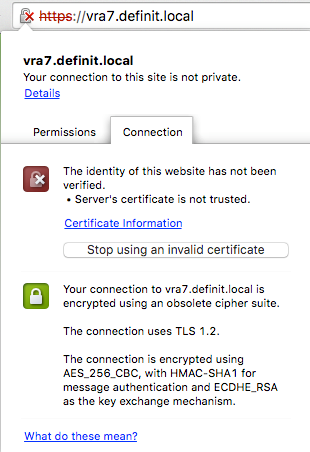 https://vra7.definit.local
vra7.definit.local
Your connection to this site is not private.
Details
Permissions Connection
The identity of this website has not been
verified.
• Server's certificate is not trusted.
Certificate Information
Stop using an invalid certificate
Your connection to vra7.definit.local is
encrypted using an obsolete cipher suite.
The connection uses TLS 1.2.
The connection is encrypted using
AES_256_CBC, with HMAC-SHA1 for
message authentication and ECDHE_RSA
as the key exchange mechanism.
What do these mean?